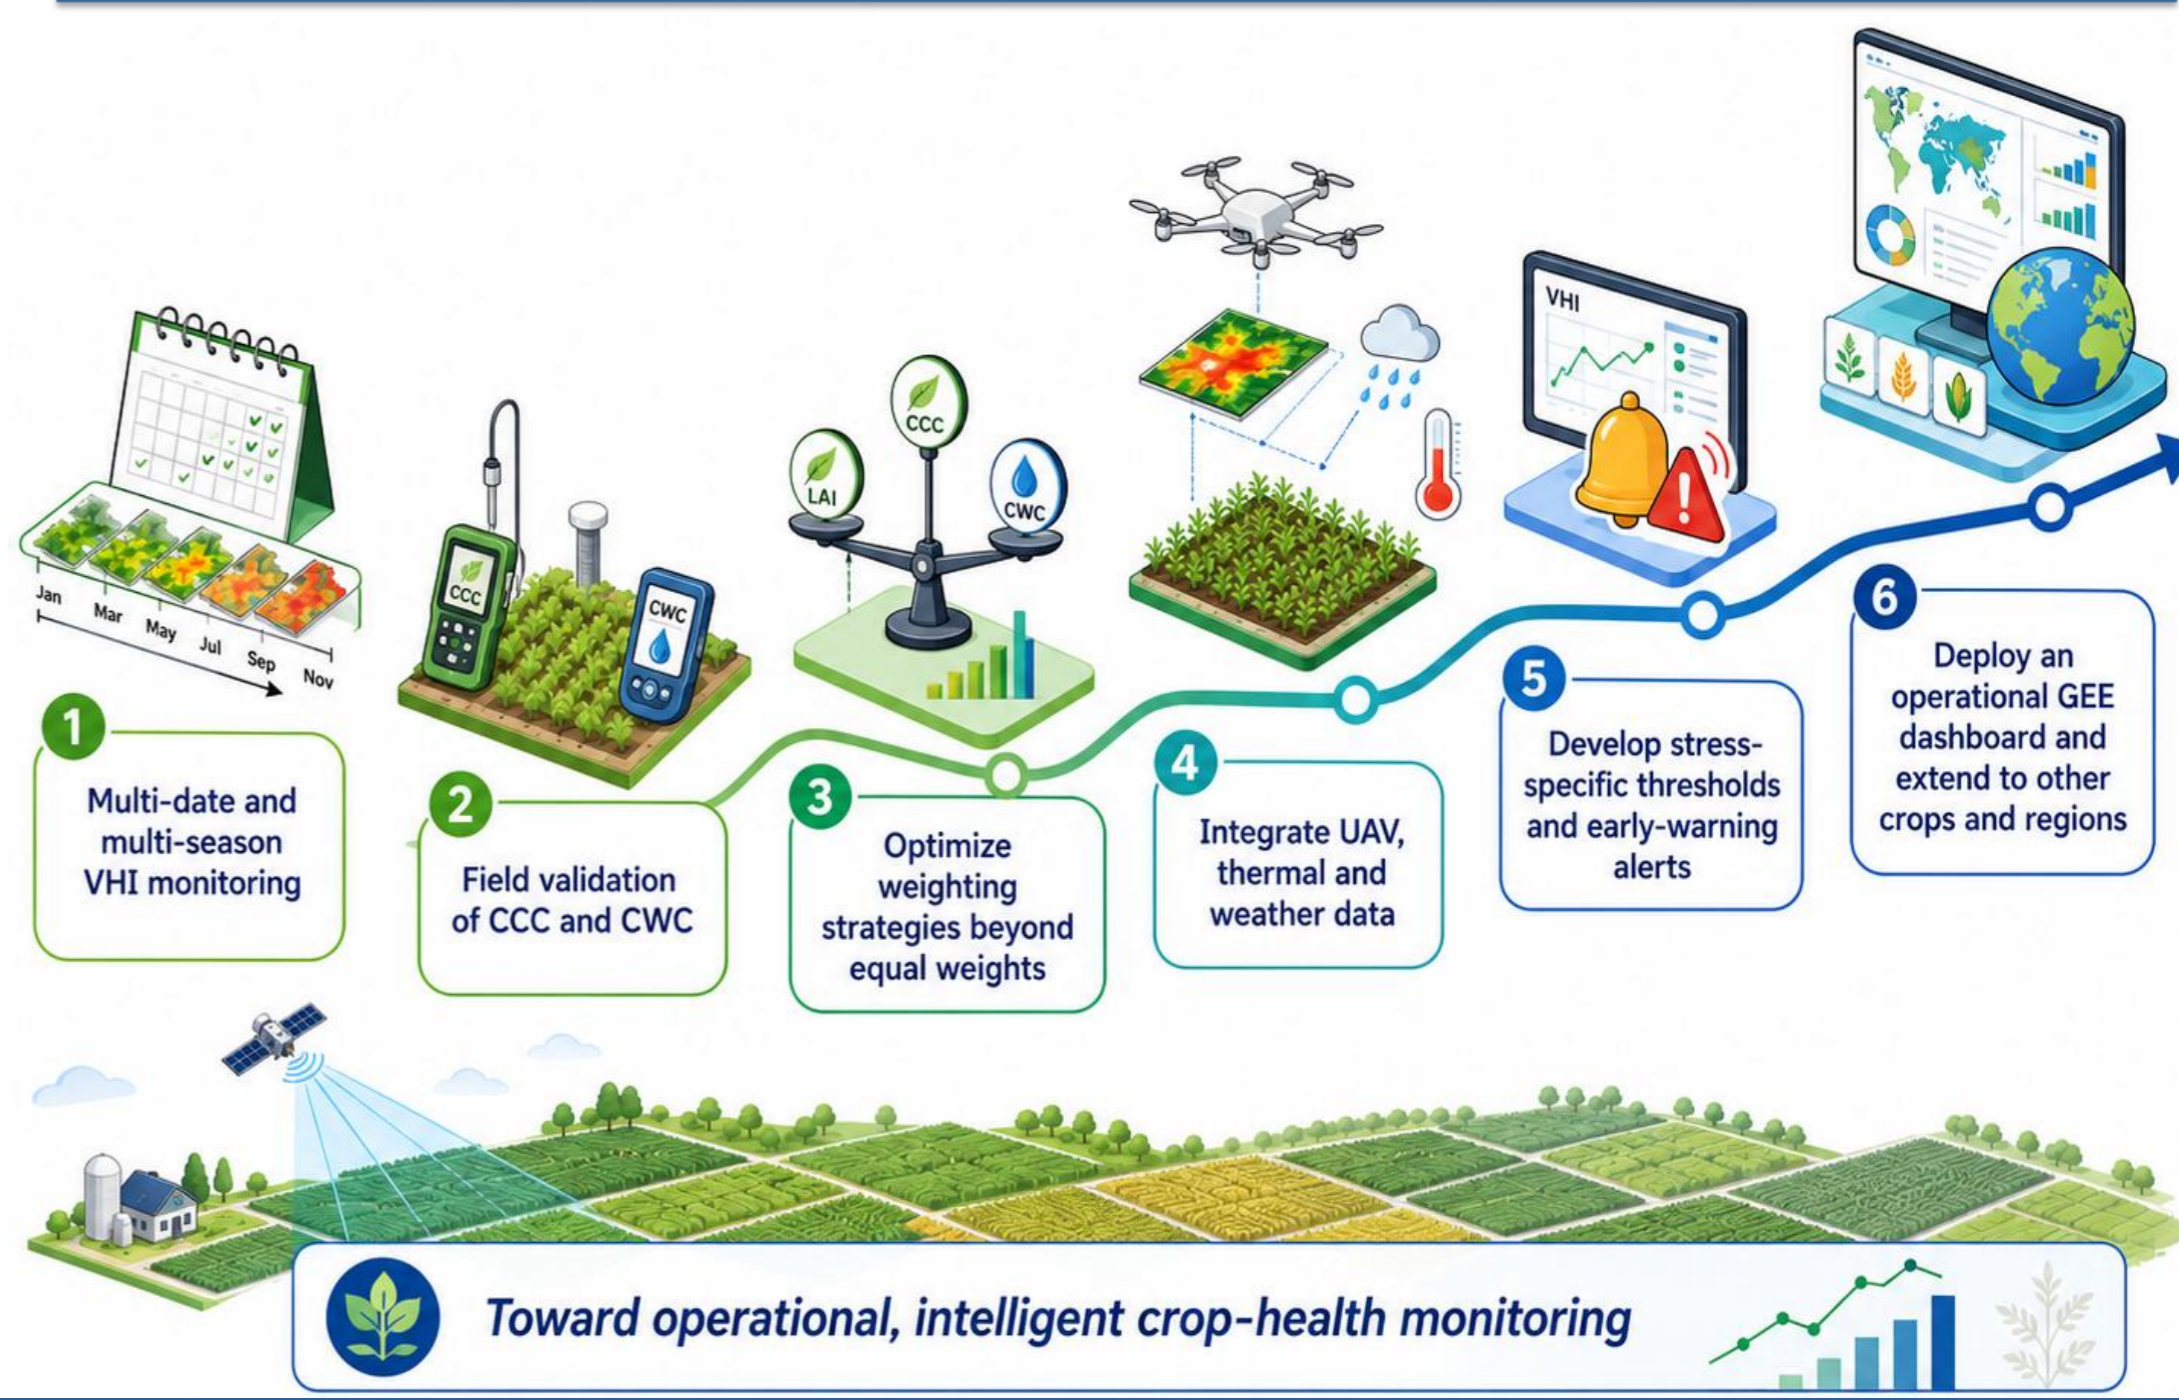 Jan
Mar
May
Jul
Sep
Nov
CCC
CWC
LAI
CCC
CWC
VHI
1
Multi-date and
multi-season
VHI monitoring
2
Field validation
of CCC and CWC
3
Optimize
weighting
strategies beyond
equal weights
4
Integrate UAV,
thermal and
weather data
5
Develop stress-
specific thresholds
and early-warning
alerts
6
Deploy an
operational GEE
dashboard and
extend to other
crops and regions
Toward operational, intelligent crop-health monitoring